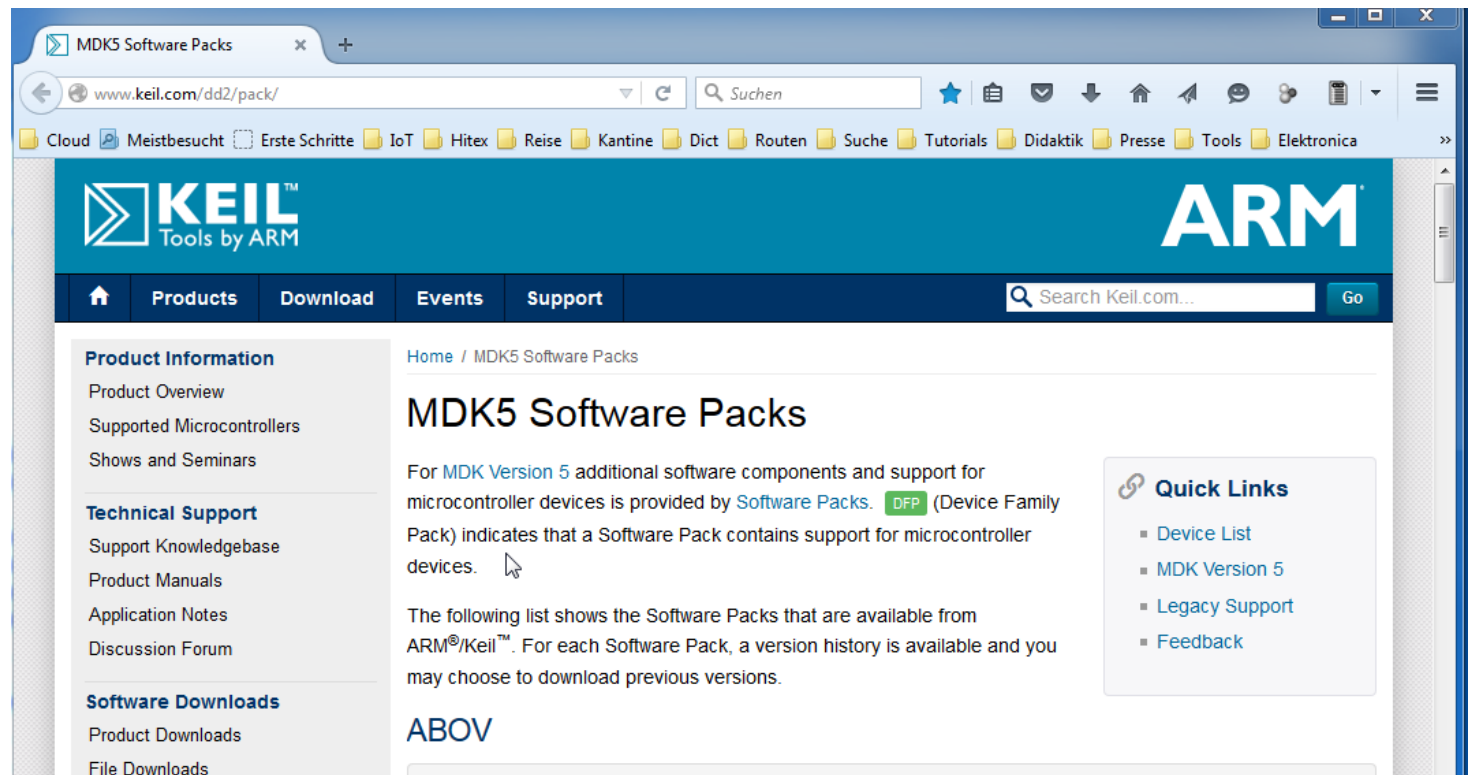 MDK5 Software Packs
www.keil.com/dd2/pack/
Suchen
Cloud Meistbesucht Erste Schritte IoT Hitex Reise Kantine Dict Routen Suche Tutorials Didaktik Presse Tools Elektronica »
KEIL™
Tools by ARM
ARM
Products Download Events Support
Search Keil.com...
Go
Product Information
Product Overview
Supported Microcontrollers
Shows and Seminars
Technical Support
Support Knowledgebase
Product Manuals
Application Notes
Discussion Forum
Software Downloads
Product Downloads
File Downloads
Home / MDK5 Software Packs
MDK5 Software Packs
For MDK Version 5 additional software components and support for
microcontroller devices is provided by Software Packs. DFP (Device Family
Pack) indicates that a Software Pack contains support for microcontroller
devices.
The following list shows the Software Packs that are available from
ARM®/Keil™. For each Software Pack, a version history is available and you
may choose to download previous versions.
ABOV
Quick Links
Device List
MDK Version 5
Legacy Support
Feedback